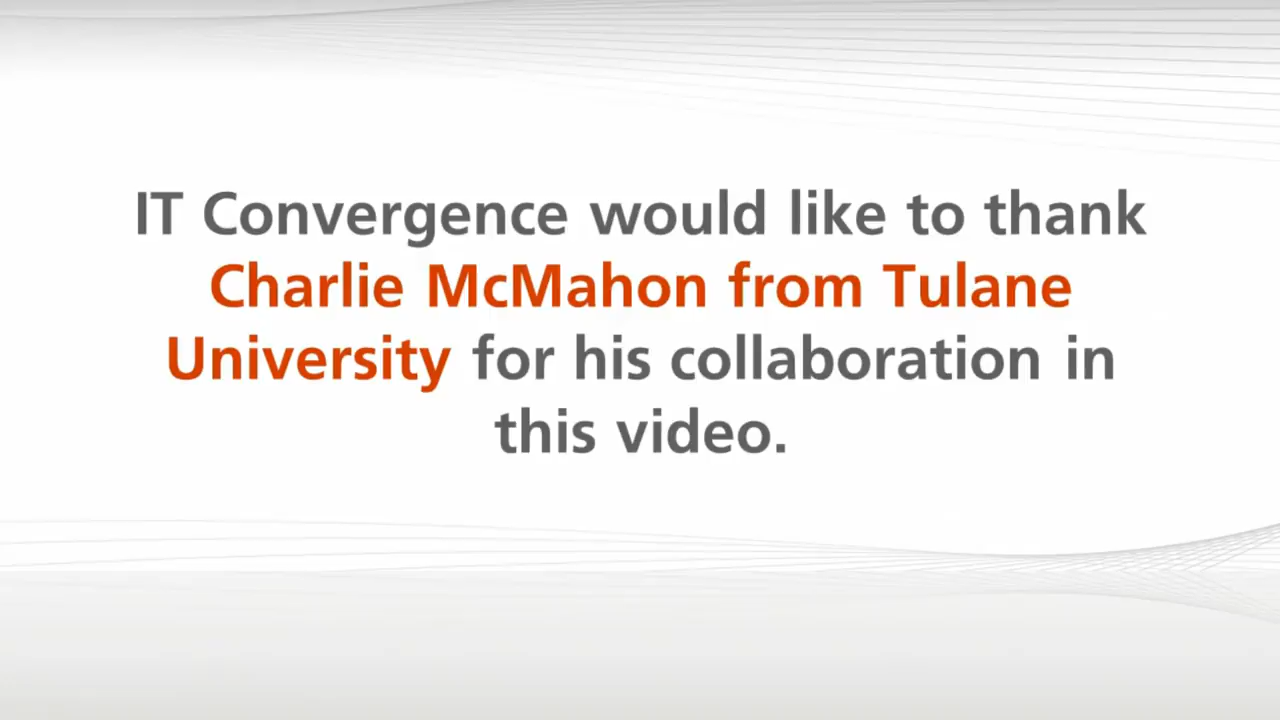 IT Convergence would like to thank
Charlie McMahon from Tulane
University for his collaboration in
this video.